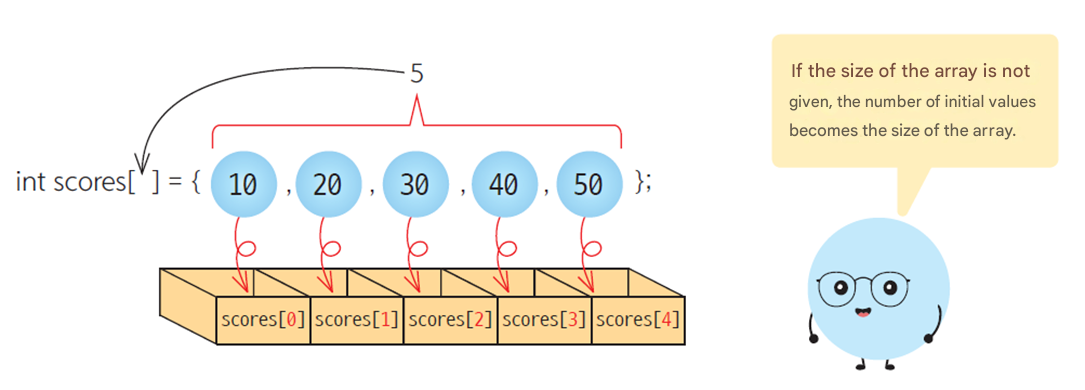 5
int scores[ ] = { 10 , 20 , 30 , 40 , 50 };
scores[0] scores[1] scores[2] scores[3] scores[4]
If the size of the array is not
given, the number of initial values
becomes the size of the array.